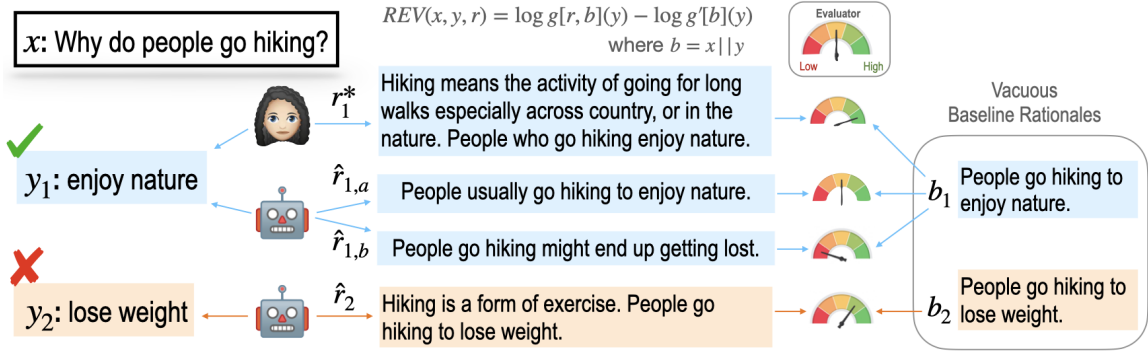 x: Why do people go hiking?
REV(x, y, r) = log g[r, b](y) − log g′[b](y)
where b = x||y
Evaluator
Low High
Vacuous
Baseline Rationales
r₁*
Hiking means the activity of going for long
walks especially across country, or in the
nature. People who go hiking enjoy nature.
y₁: enjoy nature
r̂₁,ₐ
People usually go hiking to enjoy nature.
b₁
People go hiking to
enjoy nature.
r̂₁,b
People go hiking might end up getting lost.
y₂: lose weight
r̂₂
Hiking is a form of exercise. People go
hiking to lose weight.
b₂
People go hiking to
lose weight.